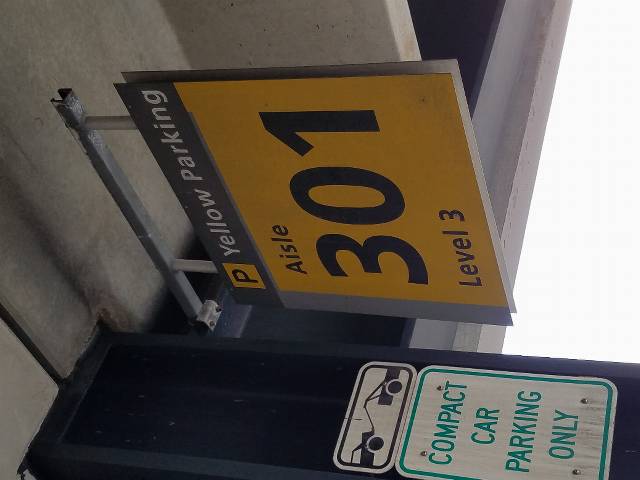 P Yellow Parking
Aisle
301
Level 3
COMPACT
CAR
PARKING
ONLY